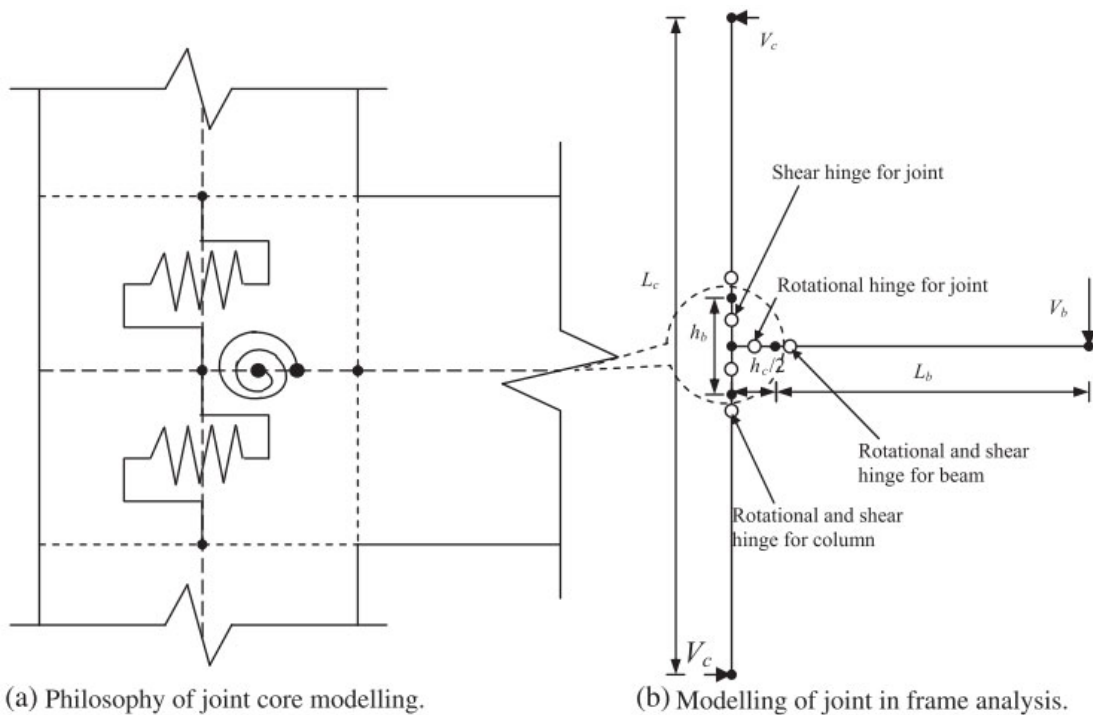 V_c
Shear hinge for joint
L_c
Rotational hinge for joint
V_b
h_b
h_c/2
L_b
Rotational and shear
hinge for beam
Rotational and shear
hinge for column
V_c
(a) Philosophy of joint core modelling.
(b) Modelling of joint in frame analysis.